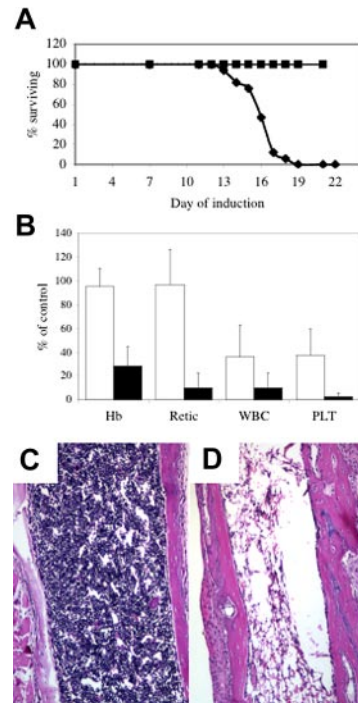 A
% surviving
120
100
80
60
40
20
0
1 4 7 10 13 16 19 22
Day of induction
B
% of control
140
120
100
80
60
40
20
0
Hb Retic WBC PLT
C D